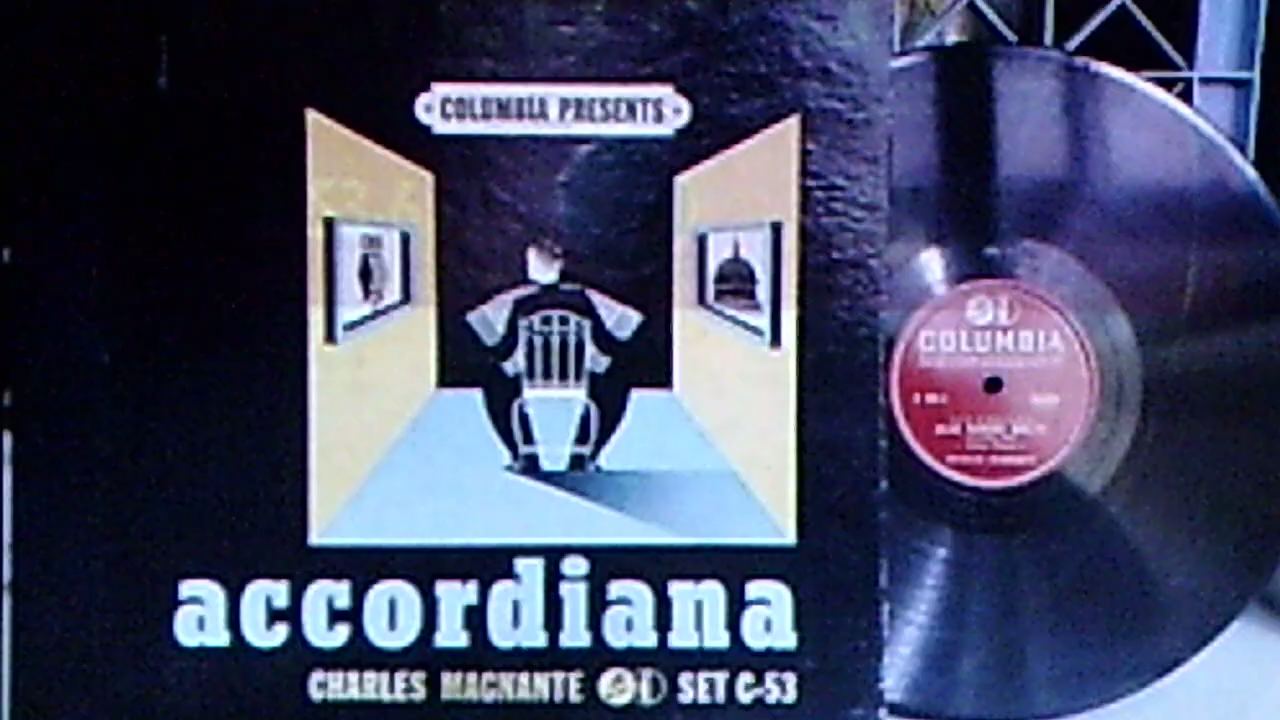 COLUMBIA PRESENTS
accordiana
CHARLES MAGNANTE SET C-53
COLUMBIA